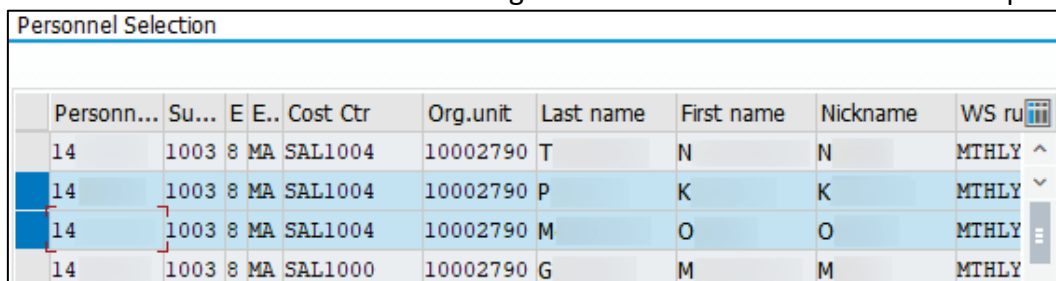 Personnel Selection
Personn... Su... E E.. Cost Ctr Org.unit Last name First name Nickname WS ru
14 1003 8 MA SAL1004 10002790 T N N MTHLY
14 1003 8 MA SAL1004 10002790 P K K MTHLY
14 1003 8 MA SAL1004 10002790 M O O MTHLY
14 1003 8 MA SAL1000 10002790 G M M MTHLY